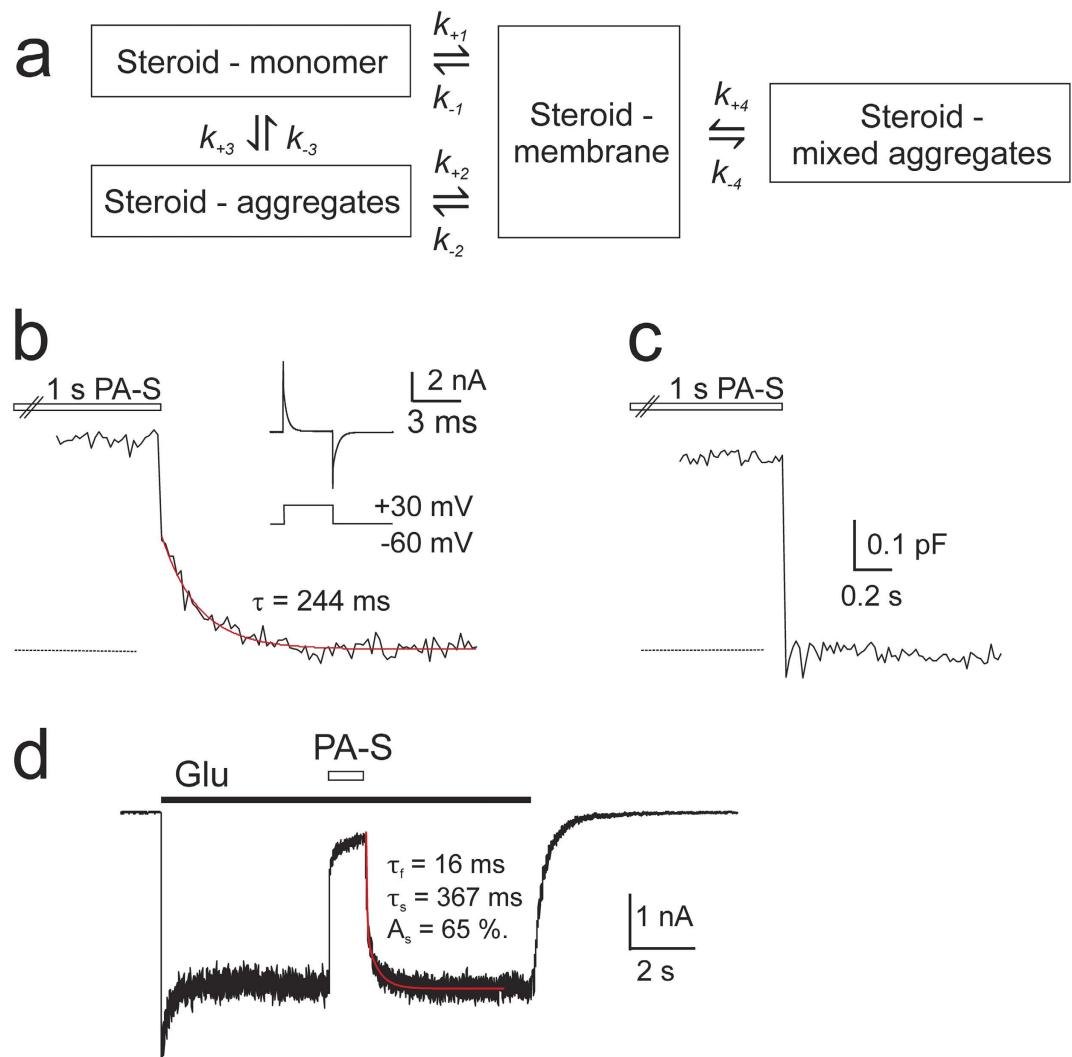 a
Steroid - monomer
k+1
k-1
Steroid -
membrane
k+4
k-4
Steroid -
mixed aggregates
k+3
k-3
Steroid - aggregates
k+2
k-2
b
1 s PA-S
2 nA
3 ms
+30 mV
-60 mV
τ = 244 ms
c
1 s PA-S
0.1 pF
0.2 s
d
PA-S
Glu
τf = 16 ms
τs = 367 ms
As = 65 %.
1 nA
2 s